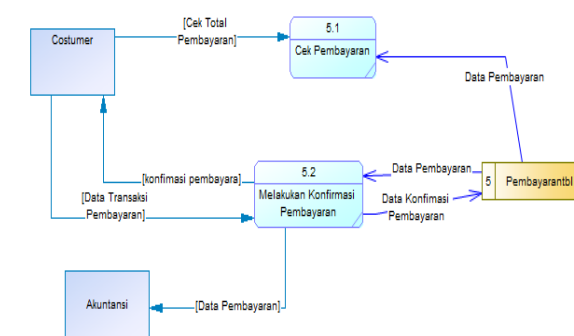 [Cek Total
Pembayaran]
5.1
Costumer
Cek Pembayaran
Data Pembayaran
5.2
Data Pembayaran
[konfimasi pembayara]
5
Pembayarantbl
Melakukan Konfirmasi
Pembayaran
[Data Transaksi
Pembayaran]
Data Konfimasi
Pembayaran
Akuntansi
[Data Pembayaran]